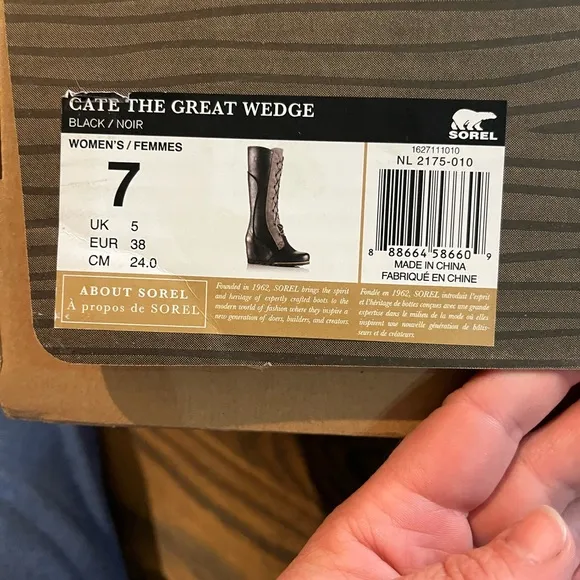 CATE THE GREAT WEDGE
BLACK / NOIR
SOREL
WOMEN'S / FEMMES
7
UK 5
EUR 38
CM 24.0
1627111010
NL 2175-010
8 88664 58660 9
MADE IN CHINA
FABRIQUÉ EN CHINE
ABOUT SOREL
À propos de SOREL
Founded in 1962, SOREL brings the spirit
and heritage of expertly crafted boots to the
modern world of fashion where they inspire a
new generation of doers, builders, and creators.
Fondée en 1962, SOREL introduit l'esprit
et l'héritage de bottes conçues avec une grande
expertise dans le milieu de la mode où elles
inspirent une nouvelle génération de bâtis-
seurs et de créateurs.